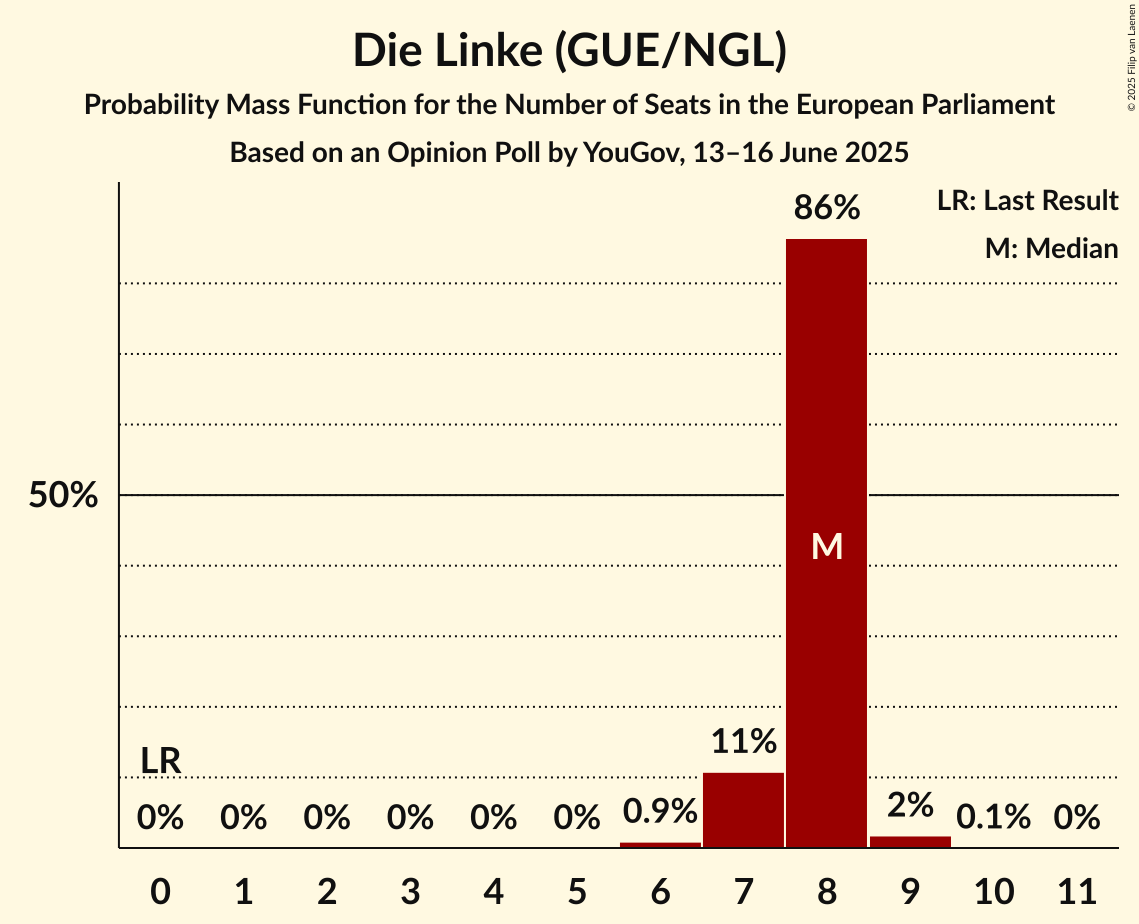 Die Linke (GUE/NGL)
Probability Mass Function for the Number of Seats in the European Parliament
Based on an Opinion Poll by YouGov, 13–16 June 2025
© 2025 Filip van Laenen
LR: Last Result
M: Median
86%
50%
M
LR
11%
0% 0% 0% 0% 0% 0% 0.9% 2% 0.1% 0%
0 1 2 3 4 5 6 7 8 9 10 11